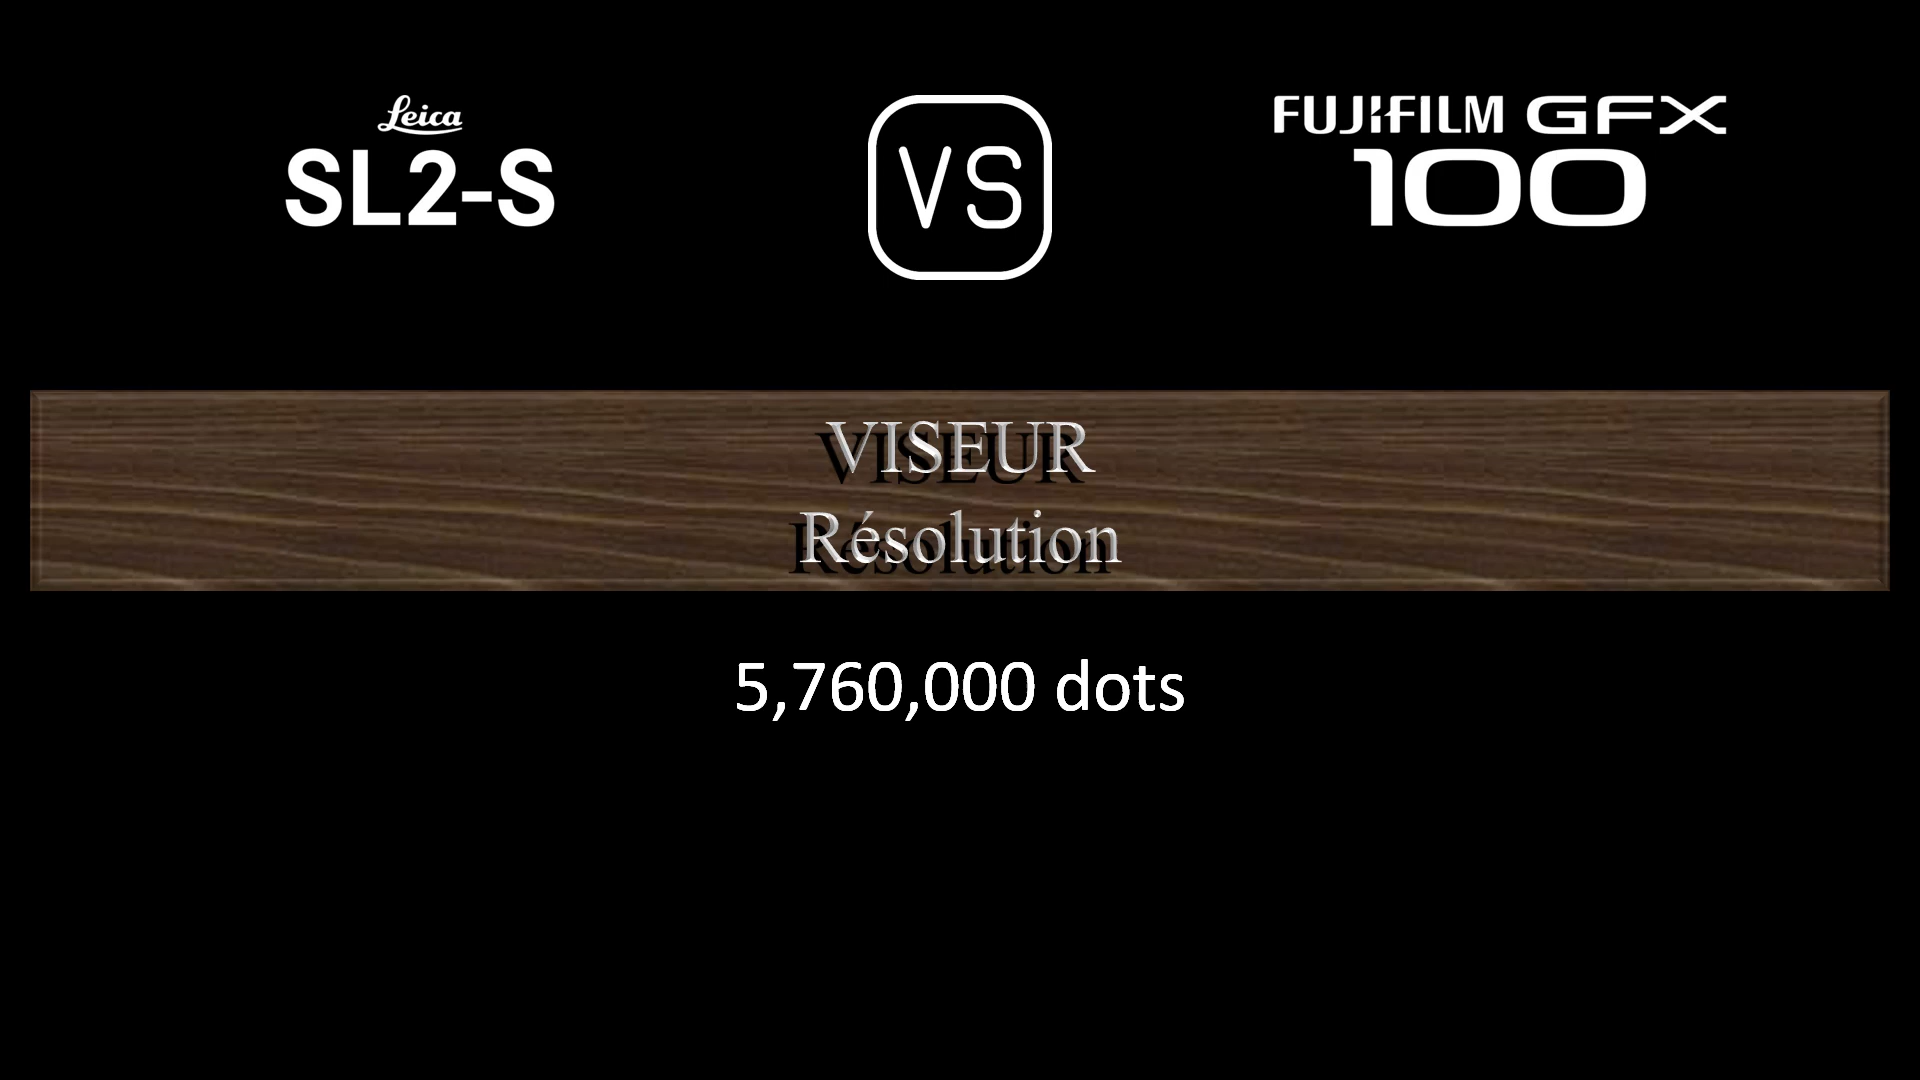 Leica
SL2-S
VS
FUJIFILM GFX
100
VISEUR
Résolution
5,760,000 dots